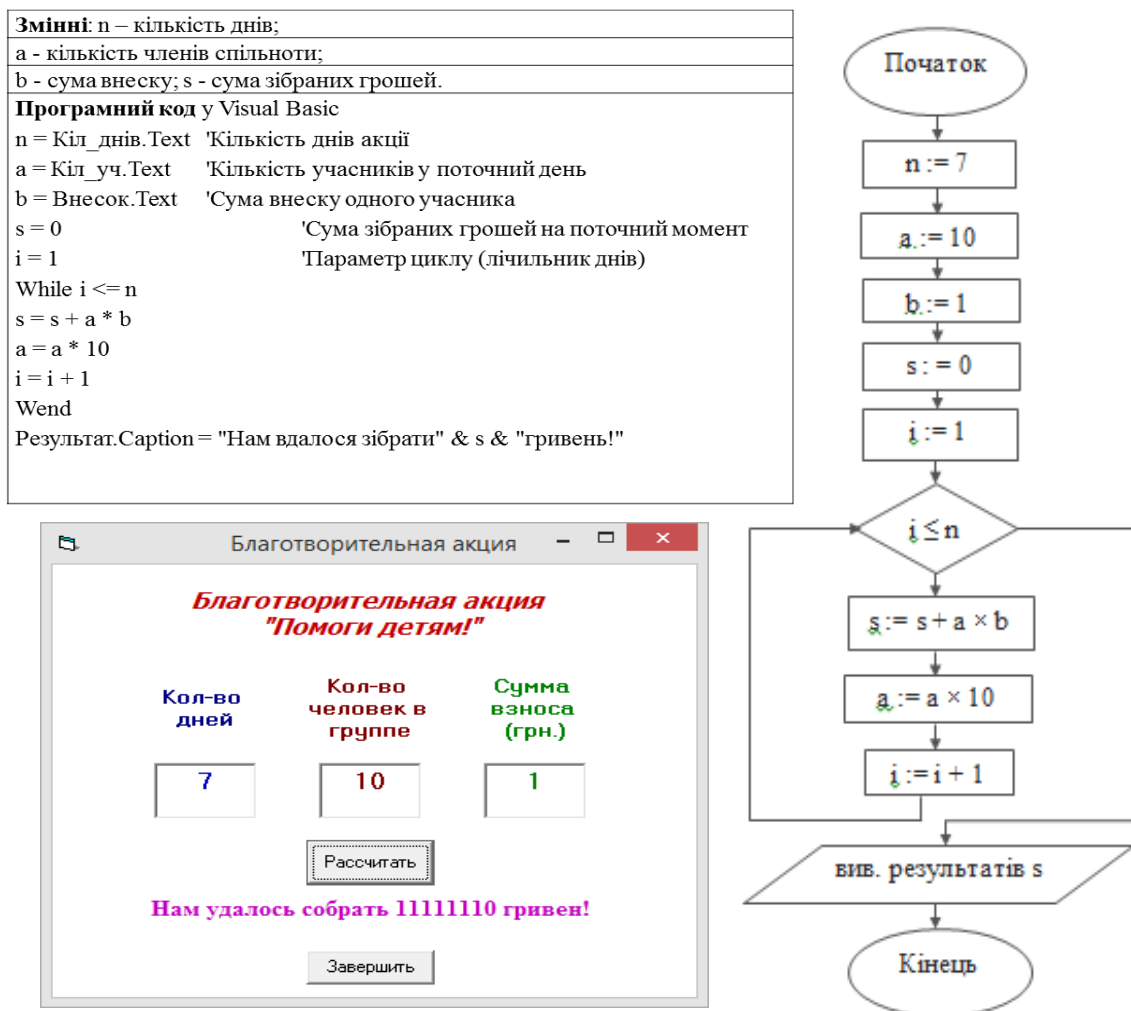 Змінні: n – кількість днів;
a - кількість членів спільноти;
b - сума внеску; s - сума зібраних грошей.
Програмний код у Visual Basic
n = Кіл_днів.Text 'Кількість днів акції
a = Кіл_уч.Text 'Кількість учасників у поточний день
b = Внесок.Text 'Сума внеску одного учасника
s = 0 'Сума зібраних грошей на поточний момент
i = 1 'Параметр циклу (лічильник днів)
While i <= n
s = s + a * b
a = a * 10
i = i + 1
Wend
Результат.Caption = "Нам вдалося зібрати" & s & "гривень!"
Благотворительная акция
Благотворительная акция
"Помоги детям!"
Кол-во
дней
Кол-во
человек в
группе
Сумма
взноса
(грн.)
7
10
1
Рассчитать
Нам удалось собрать 11111110 гривен!
Завершить
Початок
n := 7
a := 10
b := 1
s : = 0
i := 1
i ≤ n
s := s + a × b
a := a × 10
i := i + 1
вив. результатів s
Кінець